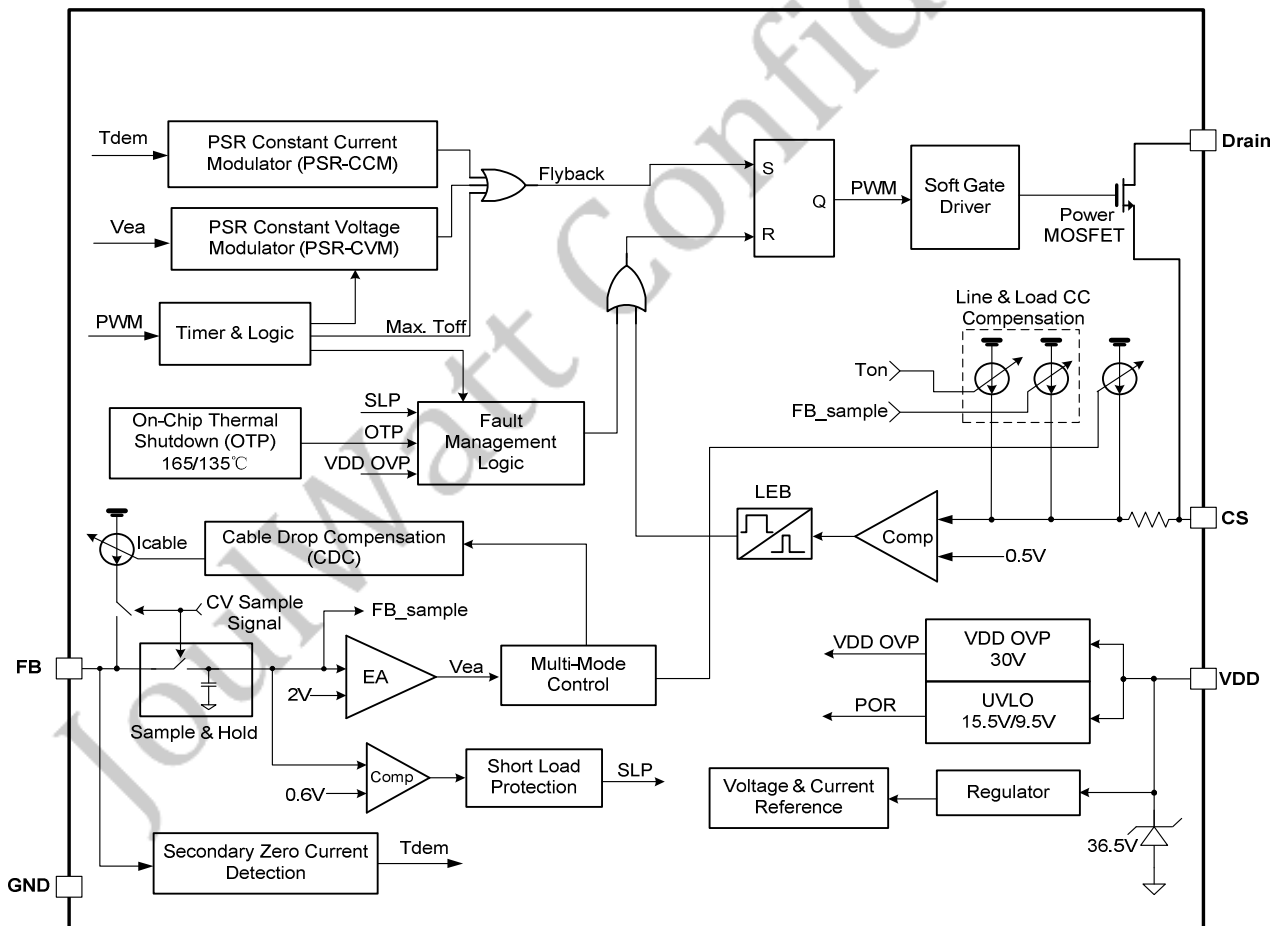 JoulWatt Confid
Tdem
PSR Constant Current
Modulator (PSR-CCM)
Vea
PSR Constant Voltage
Modulator (PSR-CVM)
PWM
Timer & Logic
Max. Toff
Flyback
S
R
Q
PWM
Soft Gate
Driver
Power
MOSFET
Drain
On-Chip Thermal
Shutdown (OTP)
165/135℃
SLP
OTP
VDD OVP
Fault
Management
Logic
Line & Load CC
Compensation
Ton
FB_sample
LEB
Comp
0.5V
CS
Icable
Cable Drop Compensation
(CDC)
CV Sample
Signal
FB_sample
FB
Sample & Hold
2V
EA
Vea
Multi-Mode
Control
0.6V
Comp
Short Load
Protection
SLP
VDD OVP
VDD OVP
30V
POR
UVLO
15.5V/9.5V
VDD
Voltage & Current
Reference
Regulator
36.5V
Secondary Zero Current
Detection
Tdem
GND